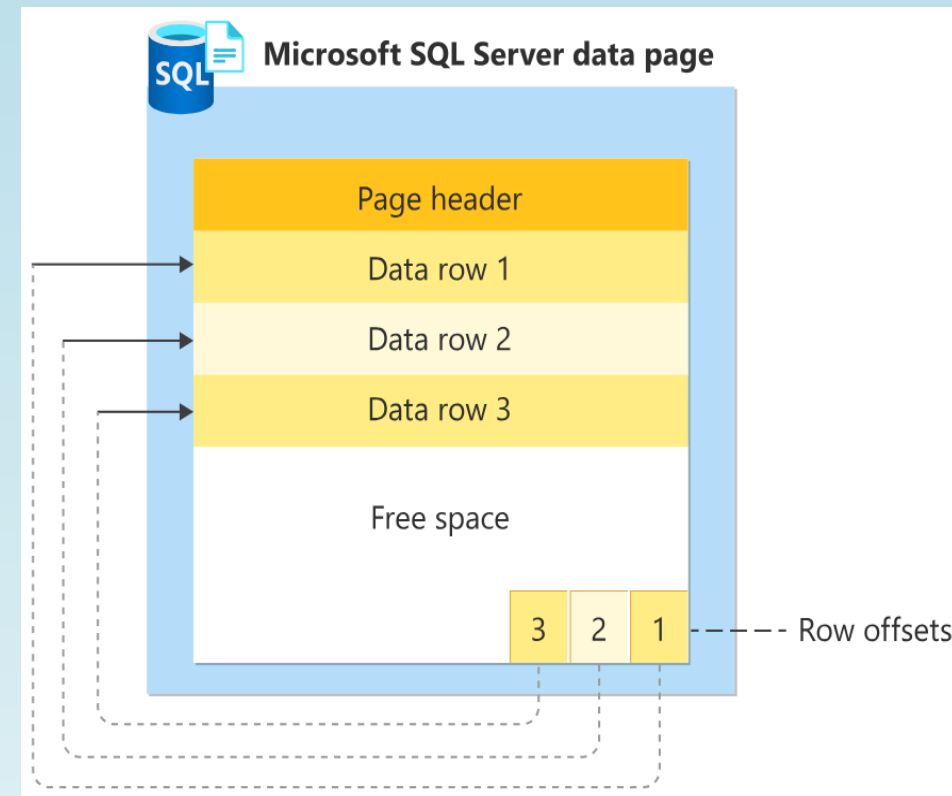 SQL
Microsoft SQL Server data page
Page header
Data row 1
Data row 2
Data row 3
Free space
3 2 1
Row offsets